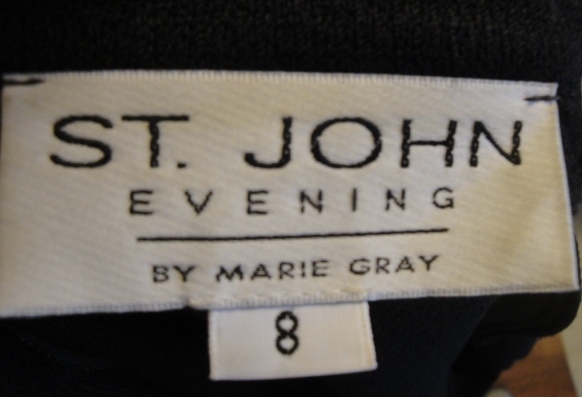 ST. JOHN
EVENING
BY MARIE GRAY
8